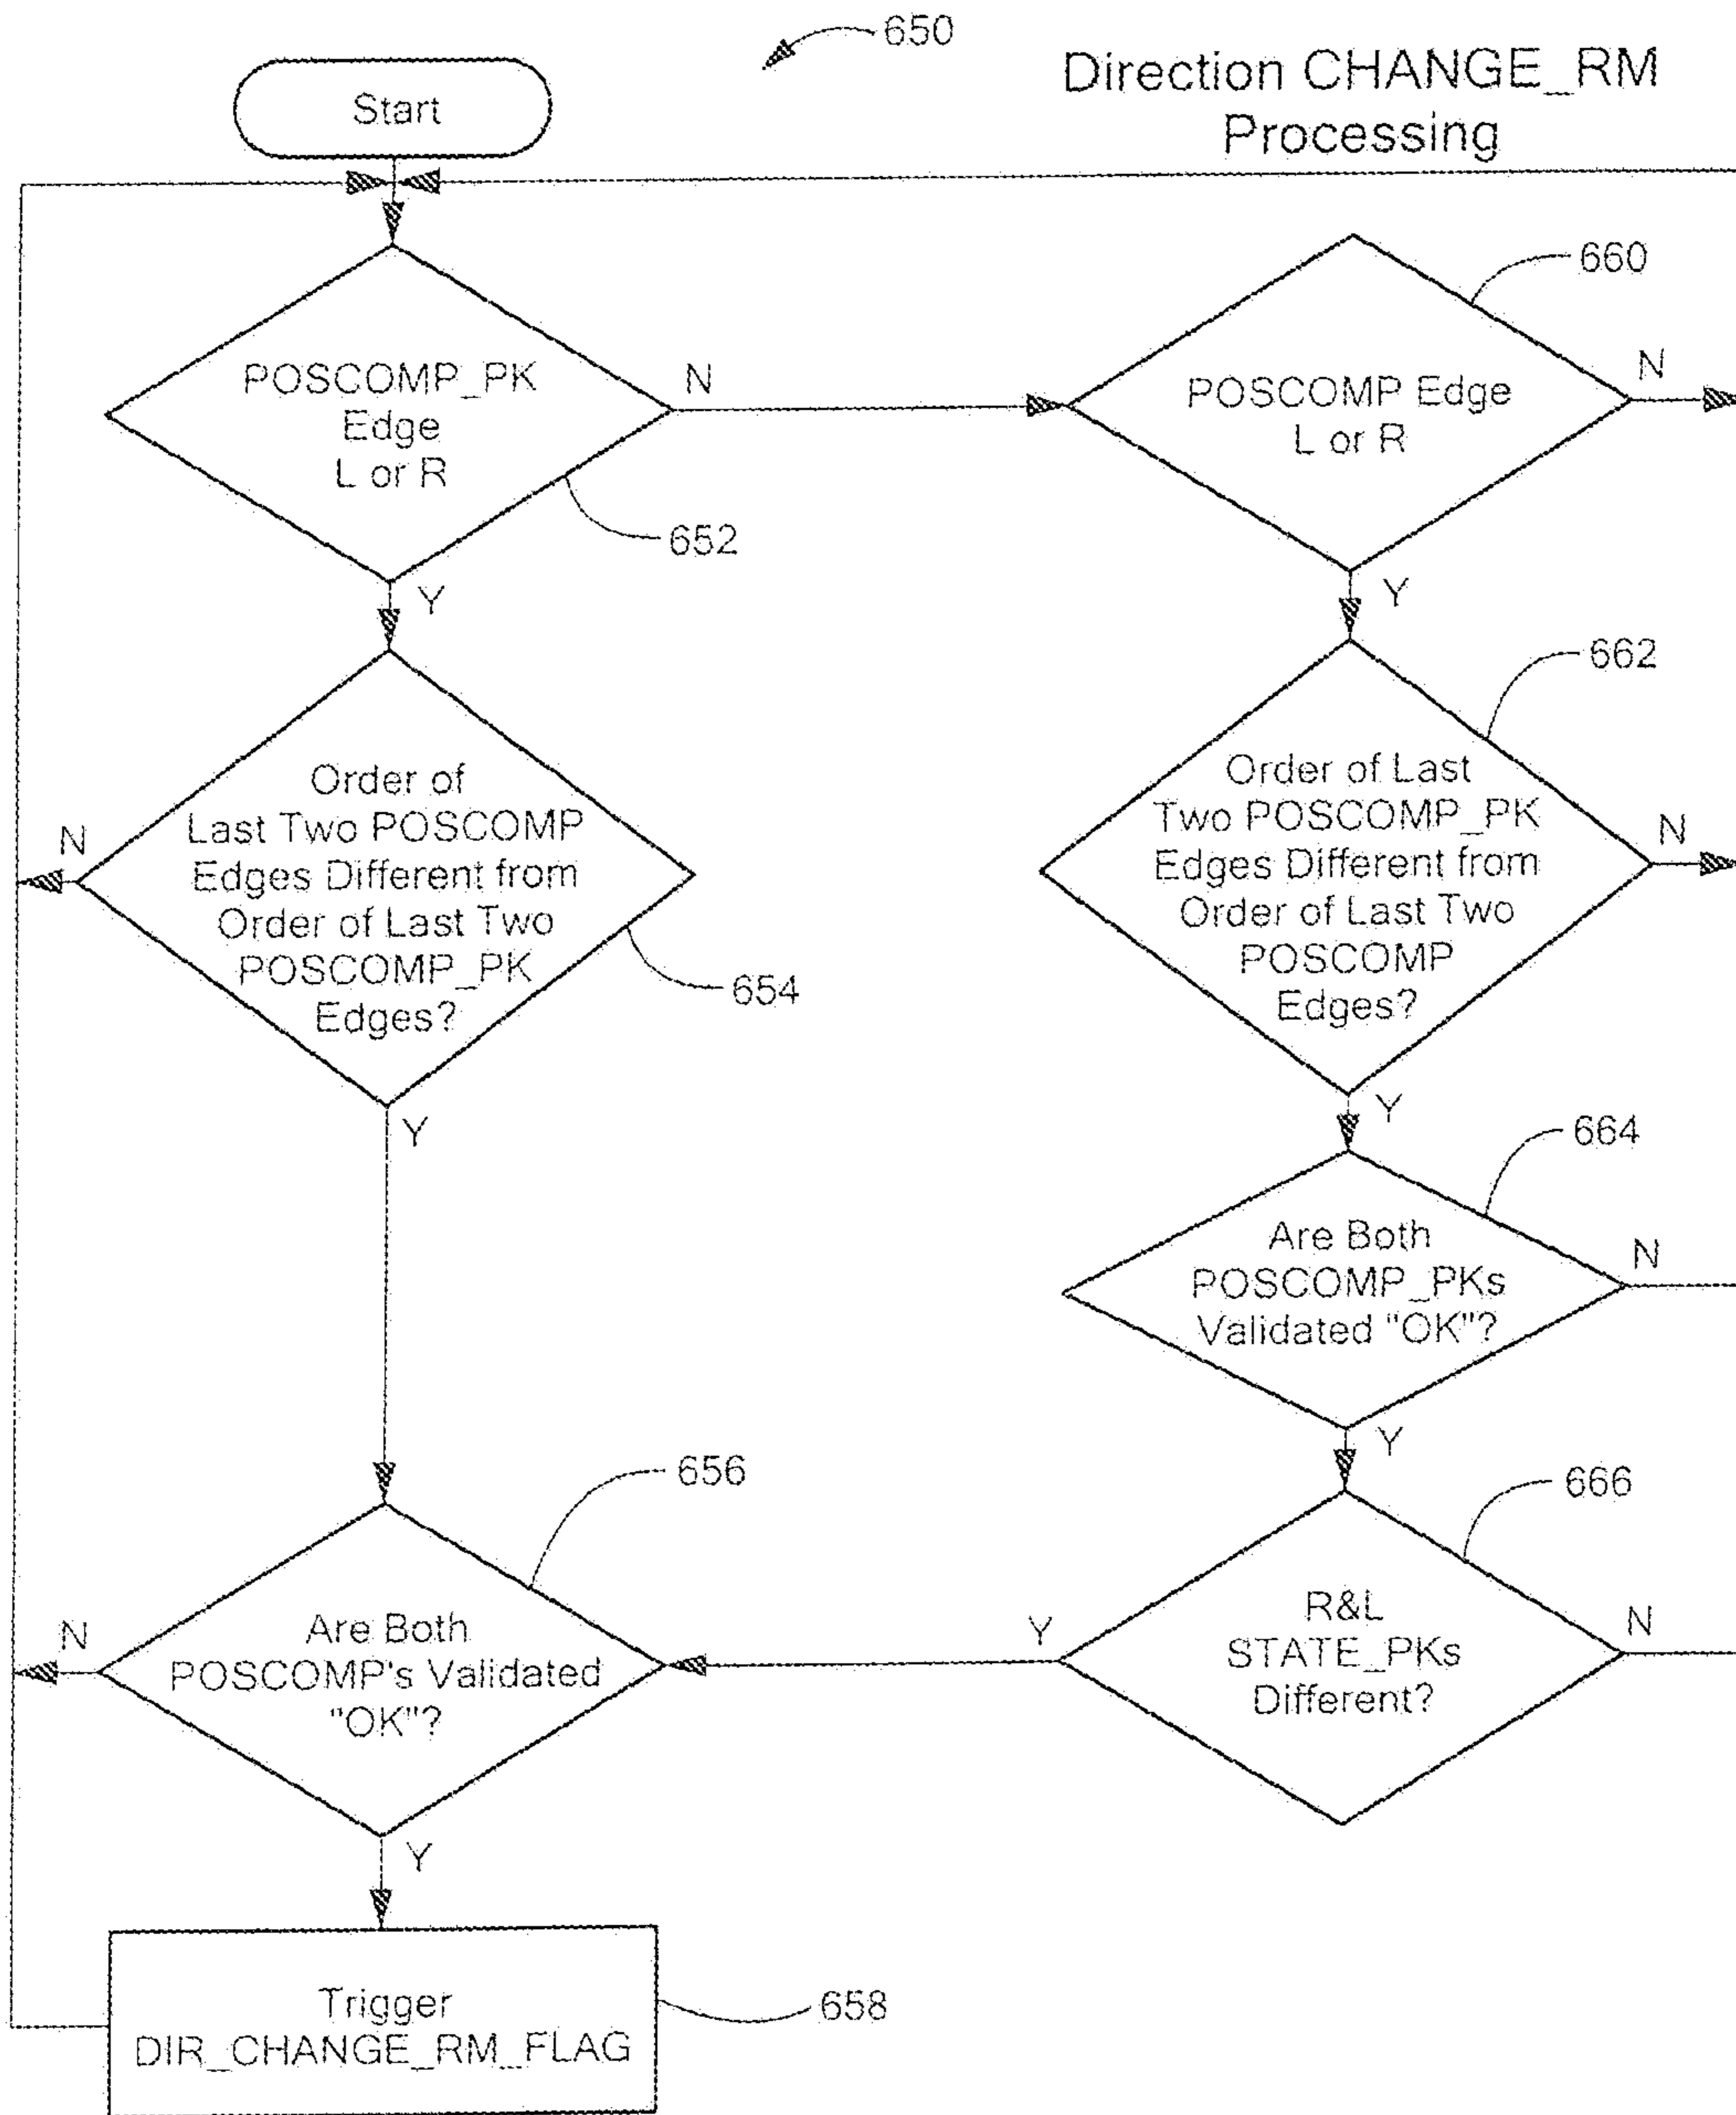 650
Direction CHANGE_RM
Processing
Start
POSCOMP_PK
Edge
L or R
N
652
Y
POSCOMP Edge
L or R
660
N
Y
Order of
Last Two POSCOMP
Edges Different from
Order of Last Two
POSCOMP_PK
Edges?
N
654
Y
Order of Last
Two POSCOMP_PK
Edges Different from
Order of Last Two
POSCOMP
Edges?
662
N
Y
Are Both
POSCOMP_PKs
Validated "OK"?
664
N
Y
Are Both
POSCOMP's Validated
"OK"?
656
N
Y
R&L
STATE_PKs
Different?
666
Y
N
Trigger
DIR_CHANGE_RM_FLAG
658